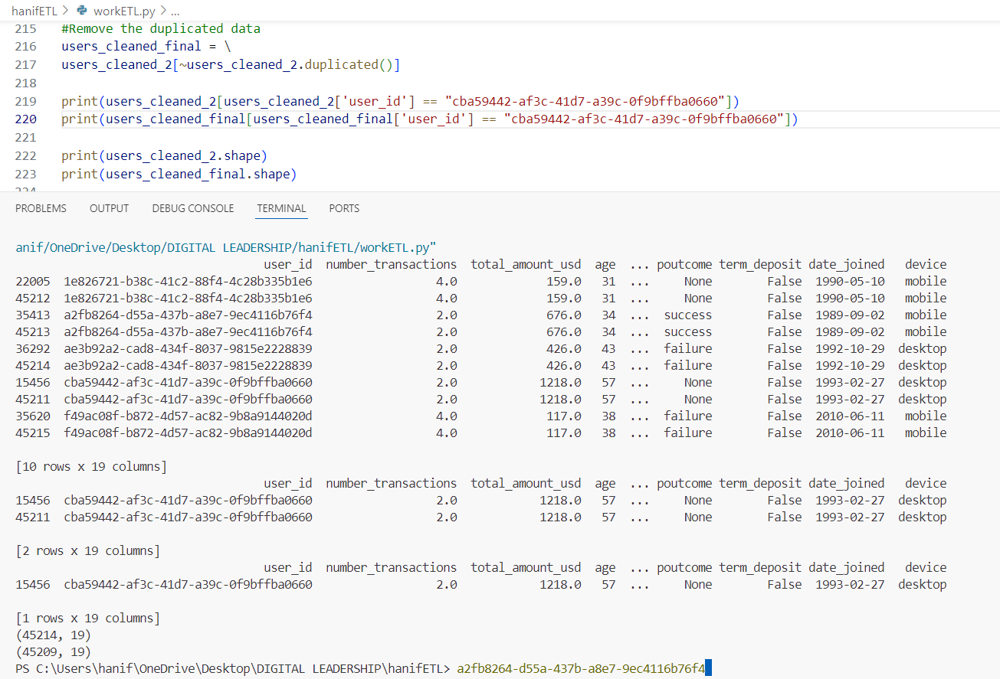 hanifETL > workETL.py > ...
215 #Remove the duplicated data
216 users_cleaned_final = \
217 users_cleaned_2[~users_cleaned_2.duplicated()]
218
219 print(users_cleaned_2[users_cleaned_2['user_id'] == "cba59442-af3c-41d7-a39c-0f9bffba0660"])
220 print(users_cleaned_final[users_cleaned_final['user_id'] == "cba59442-af3c-41d7-a39c-0f9bffba0660"])
221
222 print(users_cleaned_2.shape)
223 print(users_cleaned_final.shape)
224
PROBLEMS OUTPUT DEBUG CONSOLE TERMINAL PORTS
anif/OneDrive/Desktop/DIGITAL LEADERSHIP/hanifETL/workETL.py"
user_id number_transactions total_amount_usd age ... poutcome term_deposit date_joined device
22005 1e826721-b38c-41c2-88f4-4c28b335b1e6 4.0 159.0 31 ... None False 1990-05-10 mobile
45212 1e826721-b38c-41c2-88f4-4c28b335b1e6 4.0 159.0 31 ... None False 1990-05-10 mobile
35413 a2fb8264-d55a-437b-a8e7-9ec4116b76f4 2.0 676.0 34 ... success False 1989-09-02 mobile
45213 a2fb8264-d55a-437b-a8e7-9ec4116b76f4 2.0 676.0 34 ... success False 1989-09-02 mobile
36292 ae3b92a2-cad8-434f-8037-9815e2228839 2.0 426.0 43 ... failure False 1992-10-29 desktop
45214 ae3b92a2-cad8-434f-8037-9815e2228839 2.0 426.0 43 ... failure False 1992-10-29 desktop
15456 cba59442-af3c-41d7-a39c-0f9bffba0660 2.0 1218.0 57 ... None False 1993-02-27 desktop
45211 cba59442-af3c-41d7-a39c-0f9bffba0660 2.0 1218.0 57 ... None False 1993-02-27 desktop
35620 f49ac08f-b872-4d57-ac82-9b8a9144020d 4.0 117.0 38 ... failure False 2010-06-11 mobile
45215 f49ac08f-b872-4d57-ac82-9b8a9144020d 4.0 117.0 38 ... failure False 2010-06-11 mobile
[10 rows x 19 columns]
user_id number_transactions total_amount_usd age ... poutcome term_deposit date_joined device
15456 cba59442-af3c-41d7-a39c-0f9bffba0660 2.0 1218.0 57 ... None False 1993-02-27 desktop
45211 cba59442-af3c-41d7-a39c-0f9bffba0660 2.0 1218.0 57 ... None False 1993-02-27 desktop
[2 rows x 19 columns]
user_id number_transactions total_amount_usd age ... poutcome term_deposit date_joined device
15456 cba59442-af3c-41d7-a39c-0f9bffba0660 2.0 1218.0 57 ... None False 1993-02-27 desktop
[1 rows x 19 columns]
(45214, 19)
(45209, 19)
PS C:\Users\hanif\OneDrive\Desktop\DIGITAL LEADERSHIP\hanifETL> a2fb8264-d55a-437b-a8e7-9ec4116b76f4